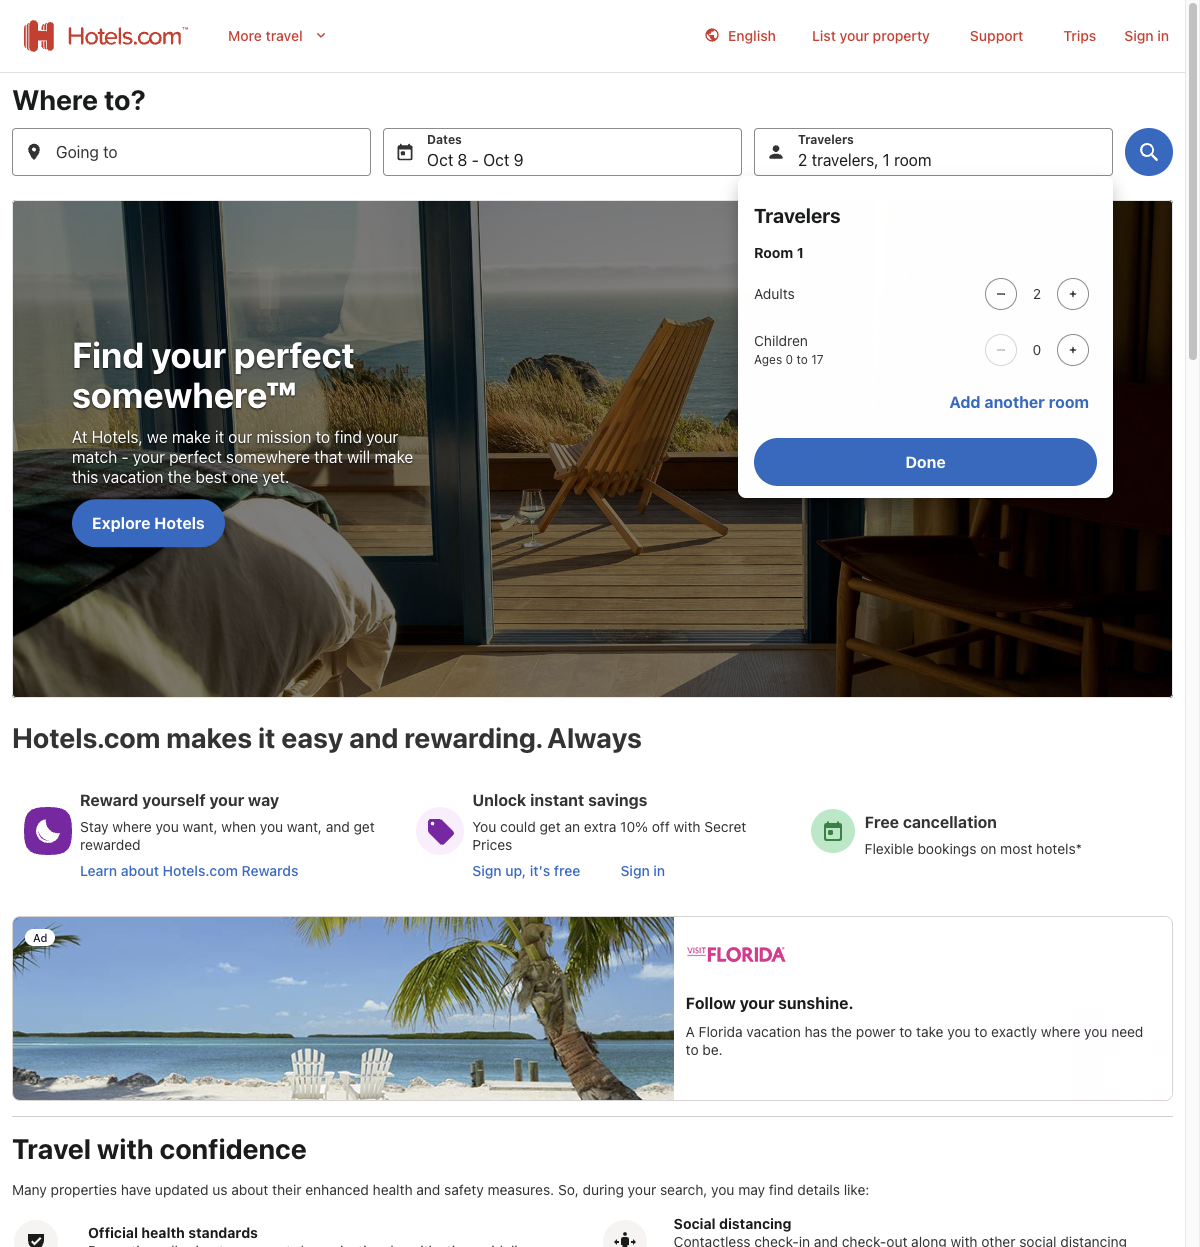 Hotels.com™
More travel
English
List your property
Support
Trips
Sign in
Where to?
Going to
Dates
Oct 8 - Oct 9
Travelers
2 travelers, 1 room
Travelers
Room 1
Adults
2
Children
Ages 0 to 17
0
Add another room
Done
Find your perfect
somewhere™
At Hotels, we make it our mission to find your
match - your perfect somewhere that will make
this vacation the best one yet.
Explore Hotels
Hotels.com makes it easy and rewarding. Always
Reward yourself your way
Stay where you want, when you want, and get
rewarded
Learn about Hotels.com Rewards
Unlock instant savings
You could get an extra 10% off with Secret
Prices
Sign up, it's free
Sign in
Free cancellation
Flexible bookings on most hotels*
Ad
VISIT FLORIDA
Follow your sunshine.
A Florida vacation has the power to take you to exactly where you need
to be.
Travel with confidence
Many properties have updated us about their enhanced health and safety measures. So, during your search, you may find details like:
Official health standards
Social distancing
Contactless check-in and check-out along with other social distancing